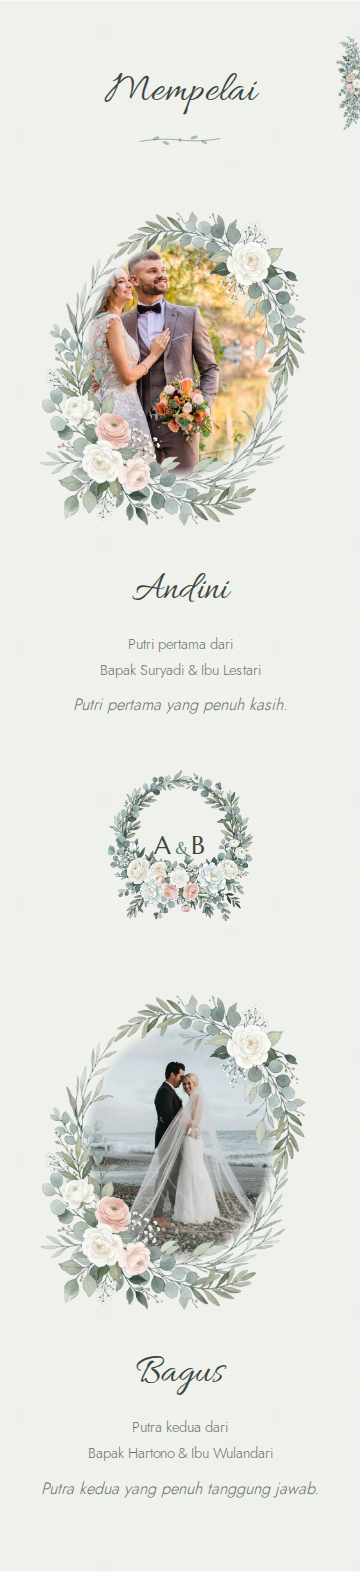 Mempelai
Andini
Putri pertama dari
Bapak Suryadi & Ibu Lestari
Putri pertama yang penuh kasih.
A & B
Bagus
Putra kedua dari
Bapak Hartono & Ibu Wulandari
Putra kedua yang penuh tanggung jawab.